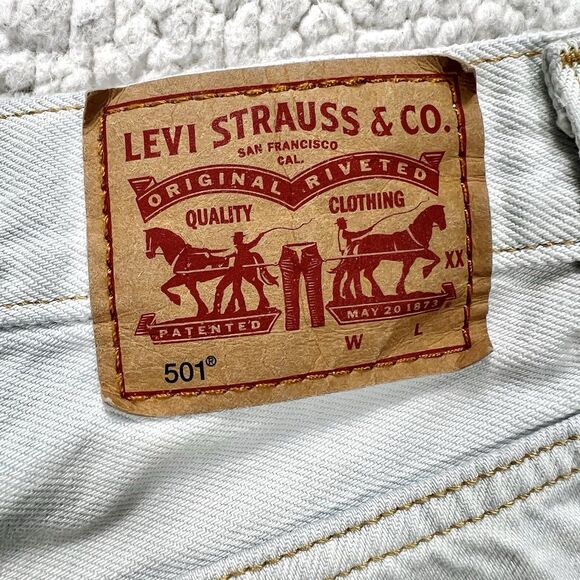 LEVI STRAUSS & CO.
SAN FRANCISCO
CAL.
ORIGINAL RIVETED
QUALITY CLOTHING
XX
PATENTED MAY 20 1873
W L
501®